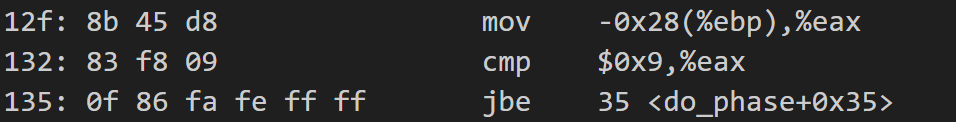 12f: 8b 45 d8 mov -0x28(%ebp),%eax
132: 83 f8 09 cmp $0x9,%eax
135: 0f 86 fa fe ff ff jbe 35 <do_phase+0x35>